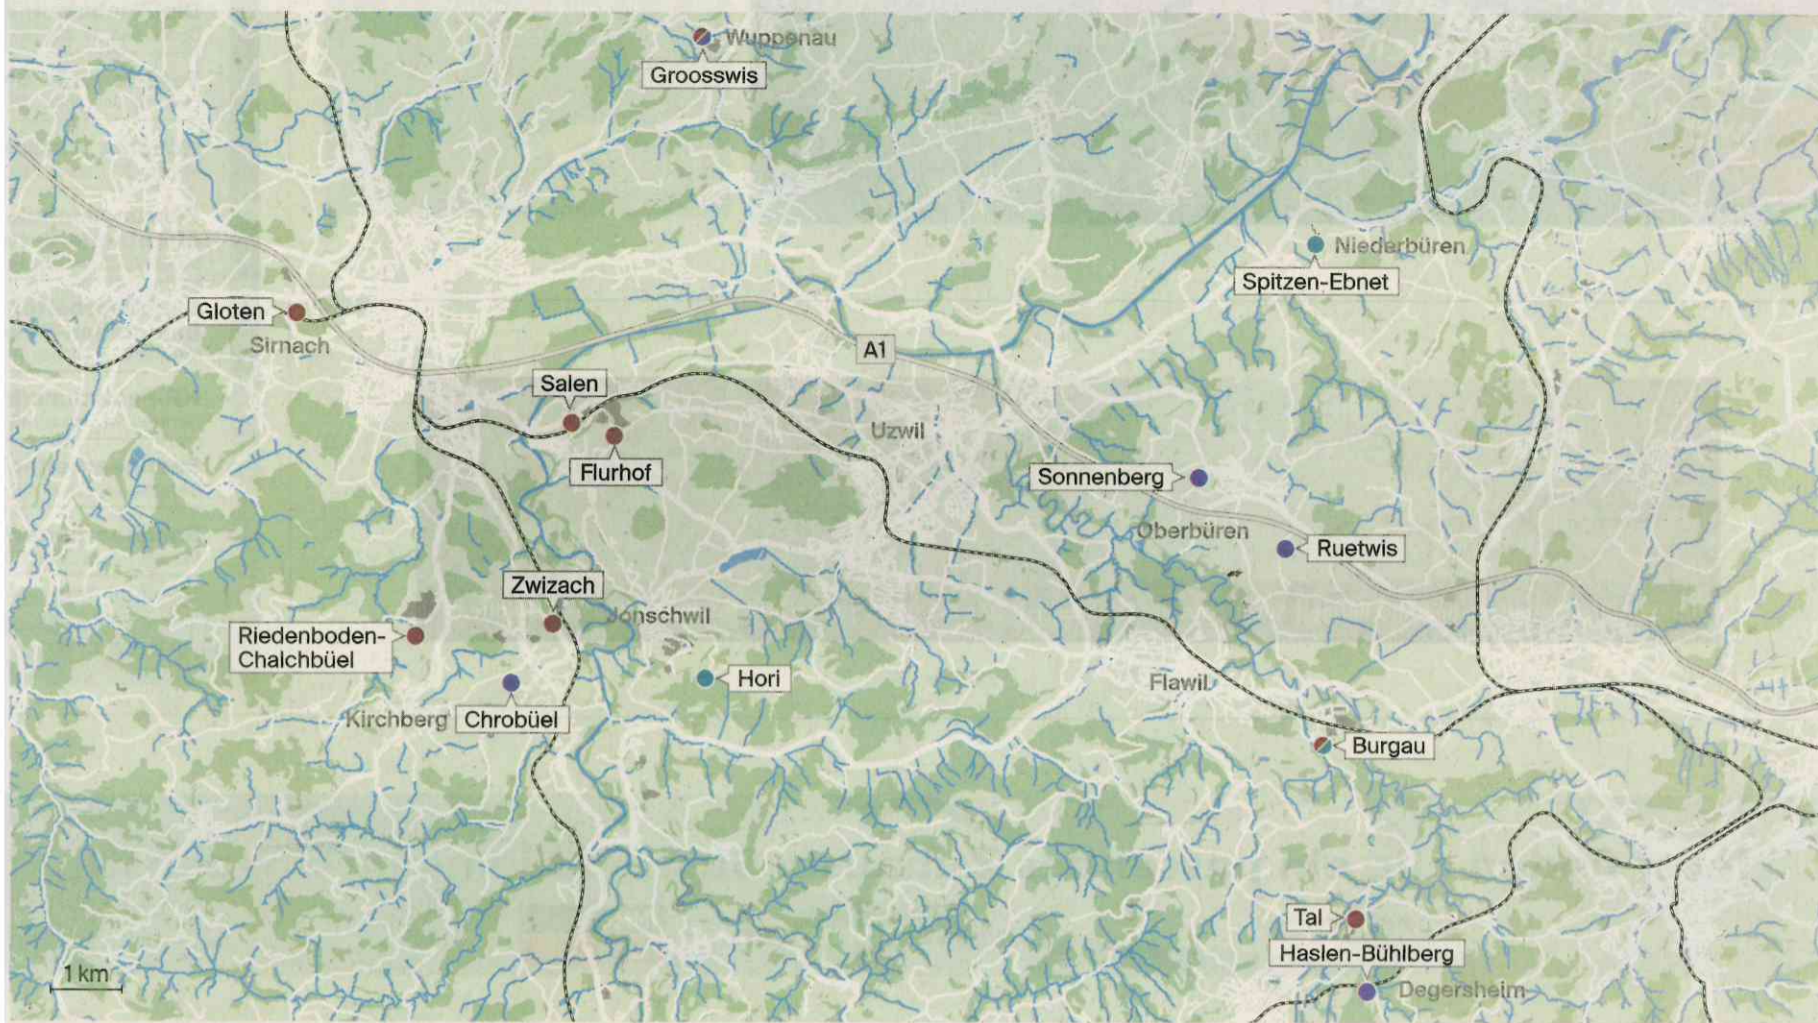 Wuppenau
Groosswis
Niederbüren
Spitzen-Ebnet
Gloten
Sirnach
A1
Salen
Uzwil
Flurhof
Sonnenberg
Oberbüren
Ruetwis
Zwizach
Jonschwil
Riedenboden-
Chalchbüel
Hori
Flawil
Kirchberg
Chrobüel
Burgau
Tal
Haslen-Bühlberg
1 km
Degersheim